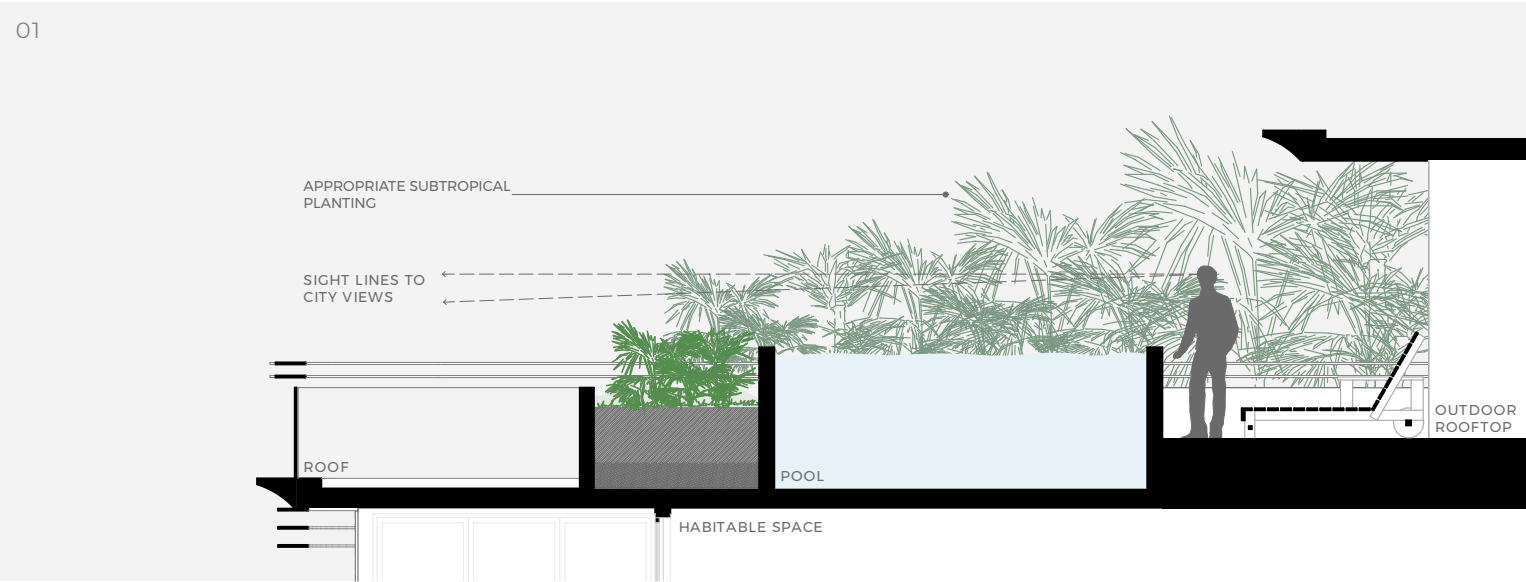 01
APPROPRIATE SUBTROPICAL
PLANTING
SIGHT LINES TO
CITY VIEWS
OUTDOOR
ROOFTOP
ROOF
POOL
HABITABLE SPACE